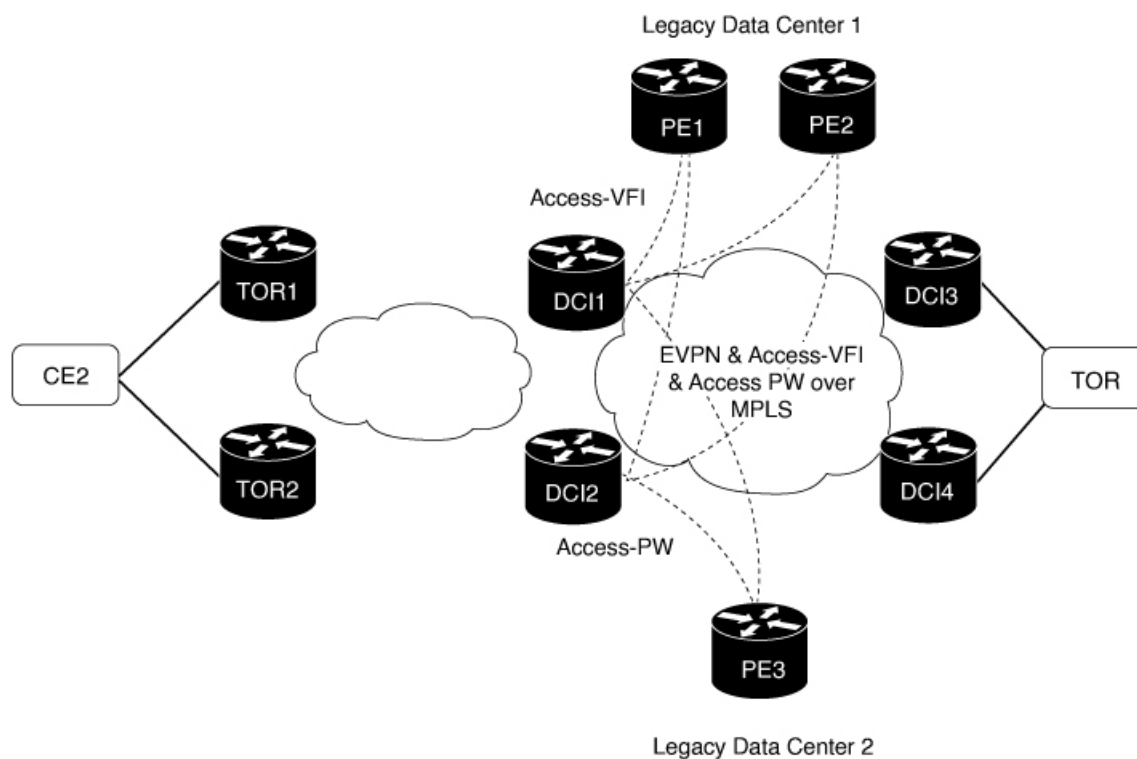 Legacy Data Center 1
PE1
PE2
Access-VFI
TOR1
DCI1
DCI3
CE2
EVPN & Access-VFI
& Access PW over
MPLS
TOR
TOR2
DCI2
DCI4
Access-PW
PE3
Legacy Data Center 2